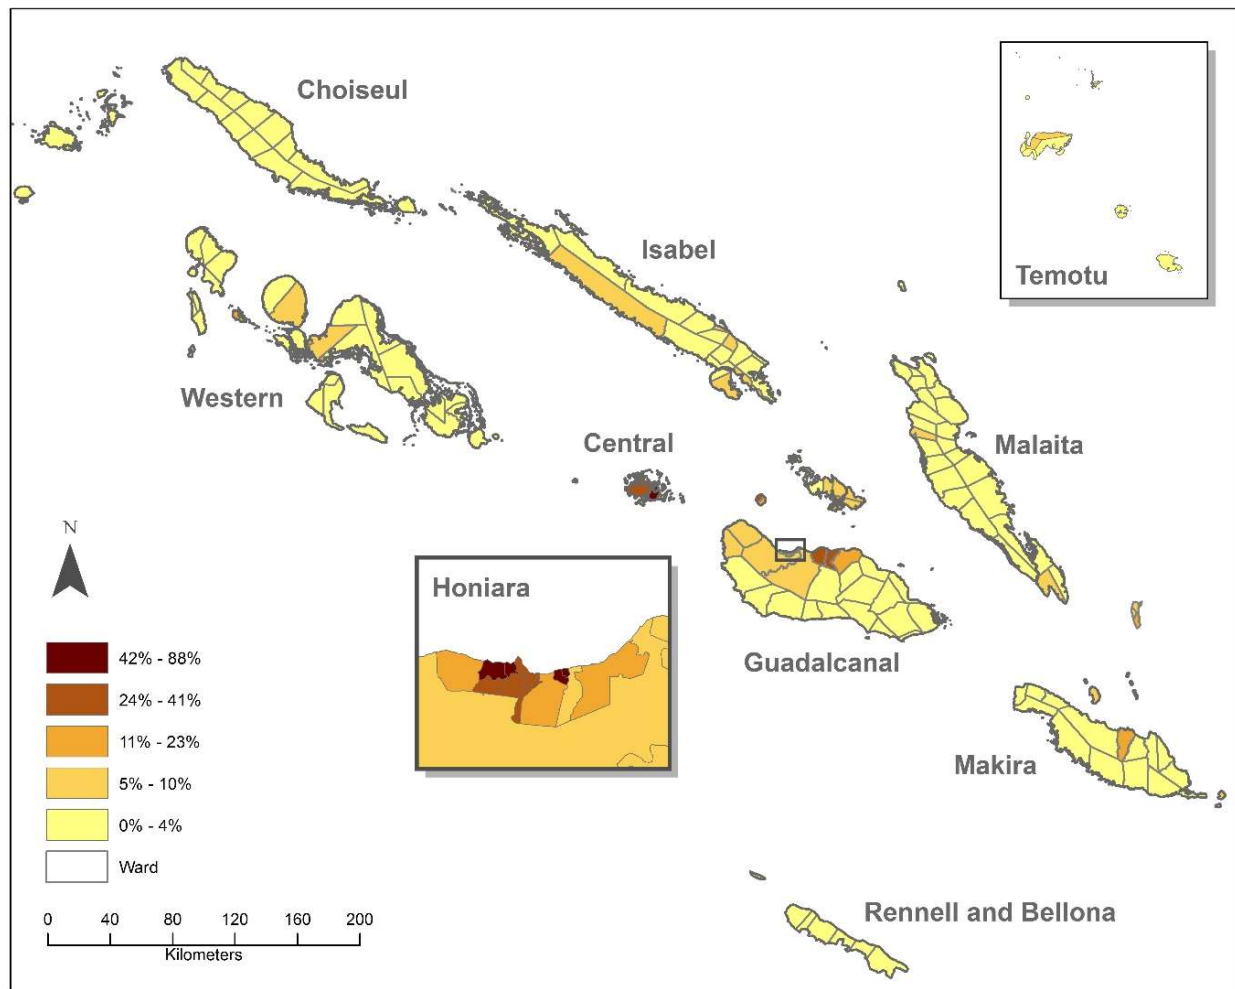 Choiseul
Isabel
Temotu
Western
Central
Malaita
N
Honiara
Guadalcanal
Makira
42% - 88%
24% - 41%
11% - 23%
5% - 10%
0% - 4%
Ward
0 40 80 120 160 200
Kilometers
Rennell and Bellona